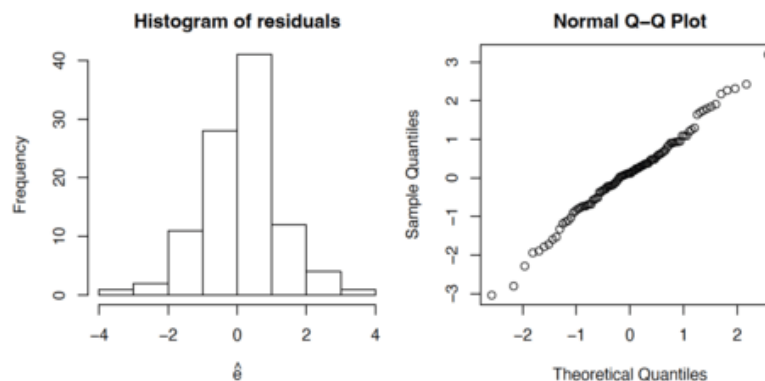 Histogram of residuals
Frequency
0 10 20 30 40
−4 −2 0 2 4
ê
Normal Q−Q Plot
Sample Quantiles
−3 −2 −1 0 1 2 3
−2 −1 0 1 2
Theoretical Quantiles